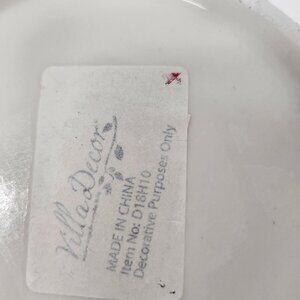 Villa Decor
MADE IN CHINA
Item No: D18H10
Decorative Purposes Only